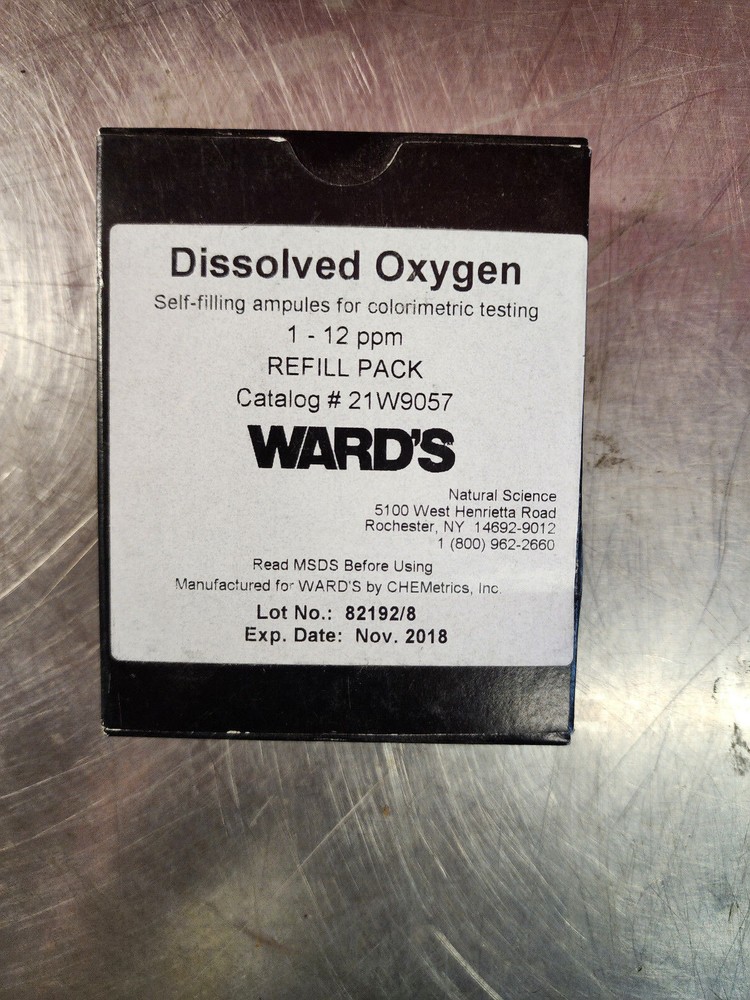 Dissolved Oxygen
Self-filling ampules for colorimetric testing
1 - 12 ppm
REFILL PACK
Catalog # 21W9057
WARD'S
Natural Science
5100 West Henrietta Road
Rochester, NY 14692-9012
1 (800) 962-2660
Read MSDS Before Using
Manufactured for WARD'S by CHEMetrics, Inc.
Lot No.: 82192/8
Exp. Date: Nov. 2018